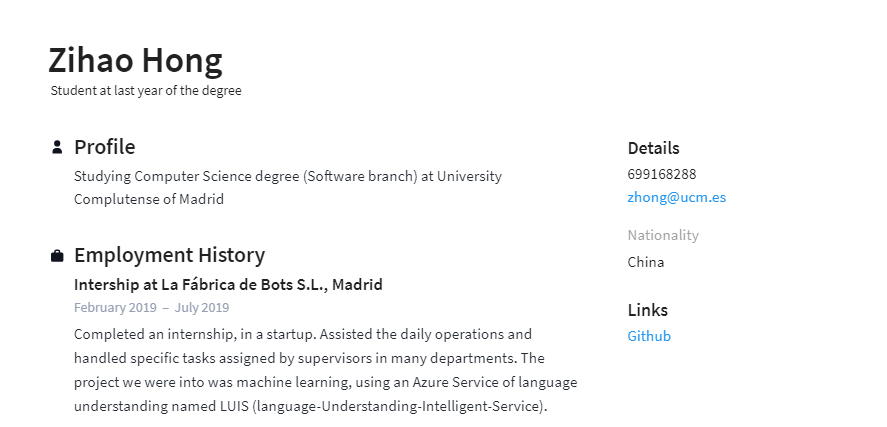 Zihao Hong
Student at last year of the degree
Profile
Studying Computer Science degree (Software branch) at University
Complutense of Madrid
Employment History
Intership at La Fábrica de Bots S.L., Madrid
February 2019 – July 2019
Completed an internship, in a startup. Assisted the daily operations and
handled specific tasks assigned by supervisors in many departments. The
project we were into was machine learning, using an Azure Service of language
understanding named LUIS (language-Understanding-Intelligent-Service).
Details
699168288
zhong@ucm.es
Nationality
China
Links
Github